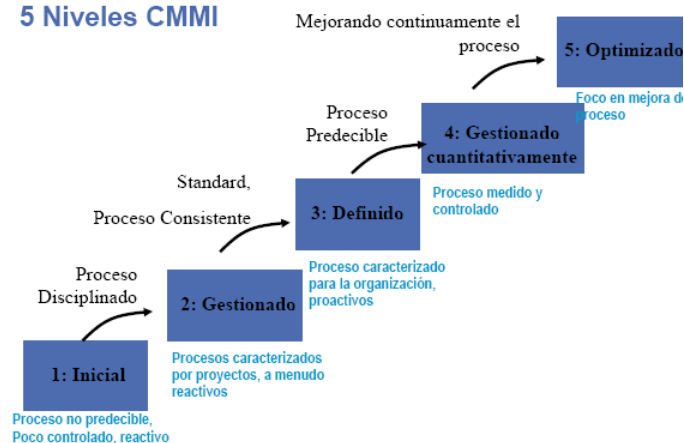 5 Niveles CMMI
Mejorando continuamente el
proceso
5: Optimizado
Foco en mejora de
proceso
Proceso
Predecible
4: Gestionado
cuantitativamente
Proceso medido y
controlado
Standard,
Proceso Consistente
3: Definido
Proceso caracterizado
para la organización,
proactivos
Proceso
Disciplinado
2: Gestionado
Procesos caracterizados
por proyectos, a menudo
reactivos
1: Inicial
Proceso no predecible,
Poco controlado, reactivo